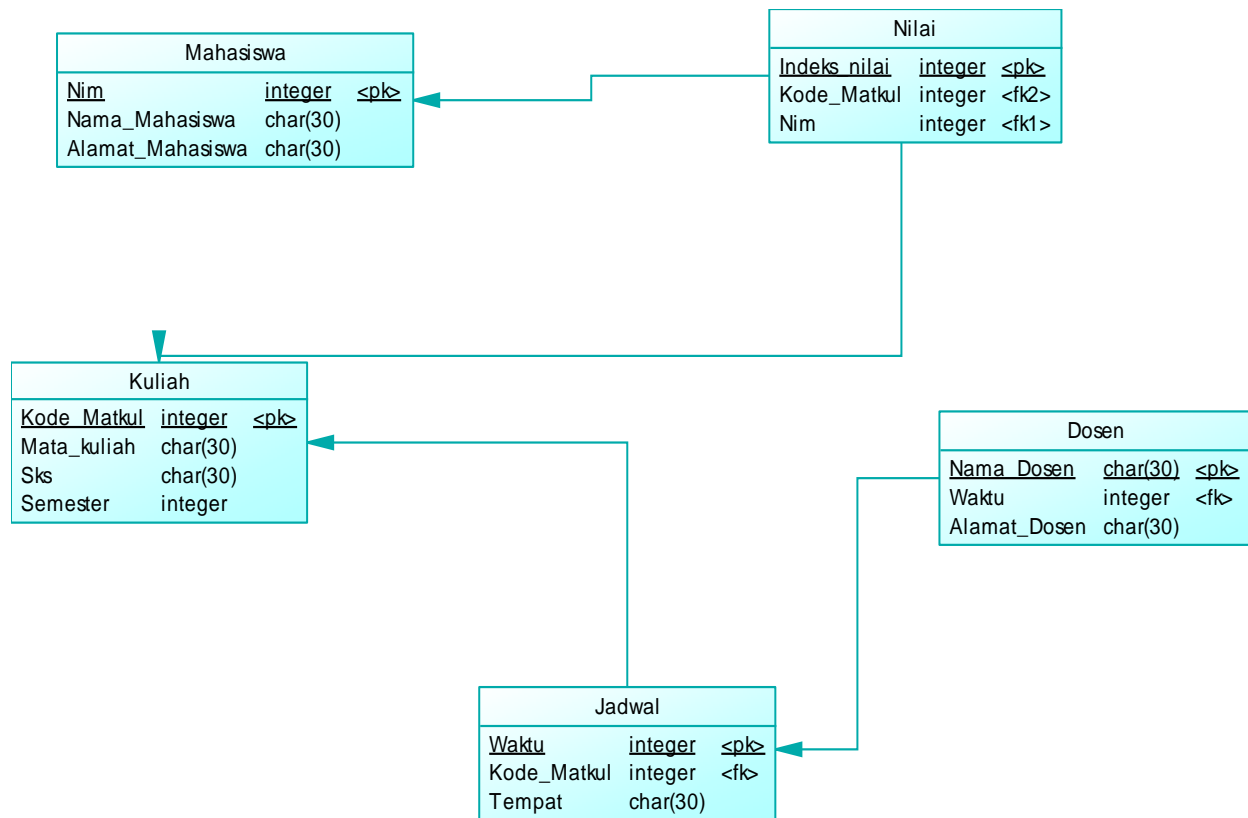 Mahasiswa
Nim integer <pk>
Nama_Mahasiswa char(30)
Alamat_Mahasiswa char(30)
Nilai
Indeks_nilai integer <pk>
Kode_Matkul integer <fk2>
Nim integer <fk1>
Kuliah
Kode_Matkul integer <pk>
Mata_kuliah char(30)
Sks char(30)
Semester integer
Dosen
Nama_Dosen char(30) <pk>
Waktu integer <fk>
Alamat_Dosen char(30)
Jadwal
Waktu integer <pk>
Kode_Matkul integer <fk>
Tempat char(30)